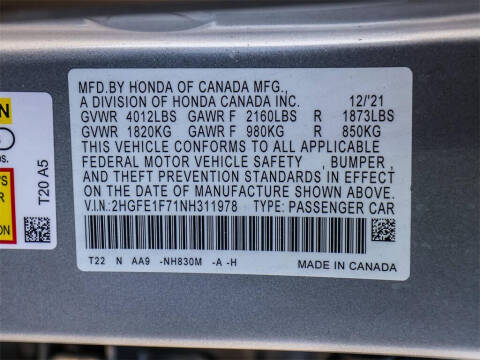 MFD.BY HONDA OF CANADA MFG.,
A DIVISION OF HONDA CANADA INC. 12/'21
GVWR 4012LBS GAWR F 2160LBS R 1873LBS
GVWR 1820KG GAWR F 980KG R 850KG
THIS VEHICLE CONFORMS TO ALL APPLICABLE
FEDERAL MOTOR VEHICLE SAFETY , BUMPER ,
AND THEFT PREVENTION STANDARDS IN EFFECT
ON THE DATE OF MANUFACTURE SHOWN ABOVE.
V.I.N.:2HGFE1F71NH311978 TYPE: PASSENGER CAR
T22 N AA9 -NH830M -A -H
MADE IN CANADA
T20 A5